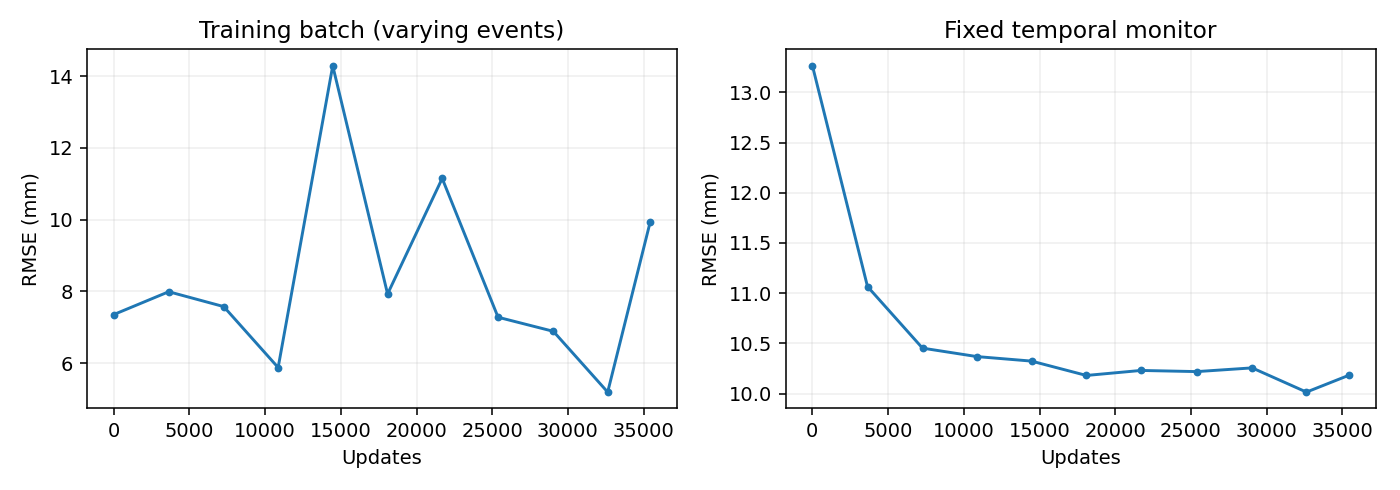 Training batch (varying events)
RMSE (mm)
14
12
10
8
6
0 5000 10000 15000 20000 25000 30000 35000
Updates
Fixed temporal monitor
RMSE (mm)
13.0
12.5
12.0
11.5
11.0
10.5
10.0
0 5000 10000 15000 20000 25000 30000 35000
Updates